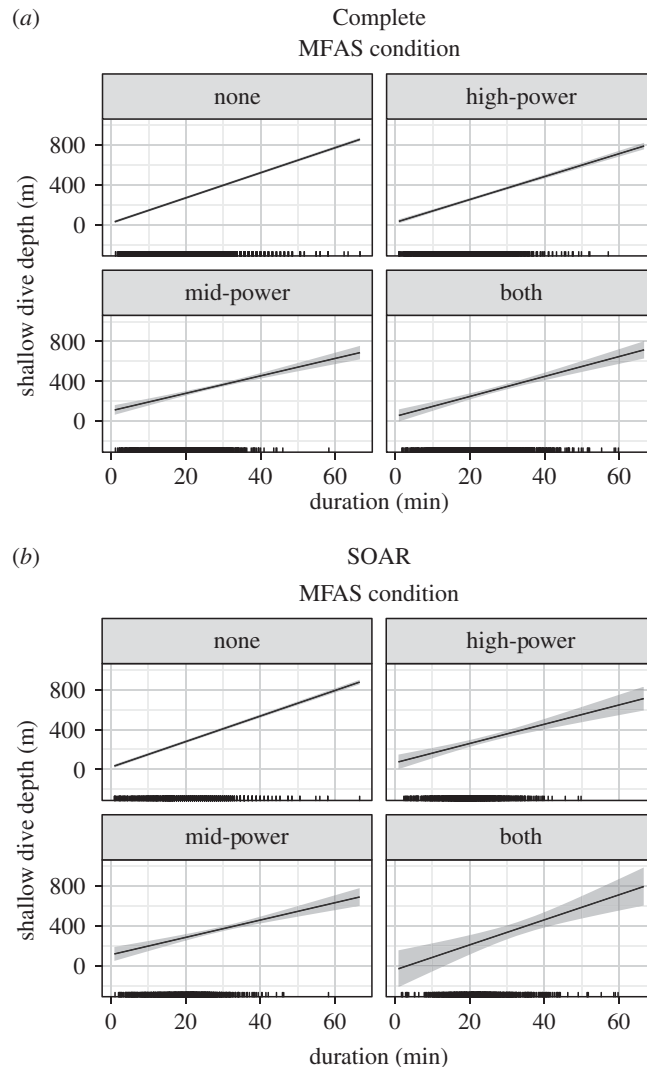 (a) Complete
MFAS condition
none high-power
800
400
0
mid-power both
800
400
0
shallow dive depth (m)
0 20 40 60 0 20 40 60
duration (min)
(b) SOAR
MFAS condition
none high-power
800
400
0
mid-power both
800
400
0
shallow dive depth (m)
0 20 40 60 0 20 40 60
duration (min)